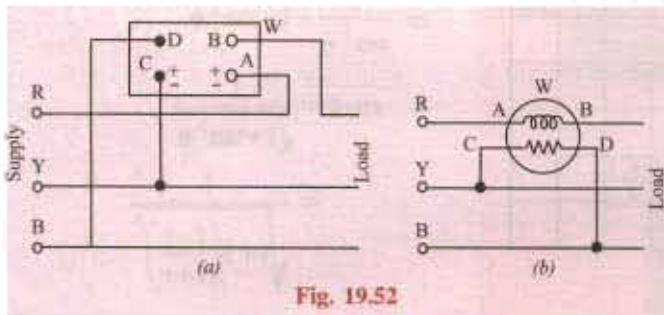 W
D B
C + + A
− −
R
Supply
Y
Load
B
(a)
W
R A B
C D
Y
Load
B
(b)
Fig. 19.52